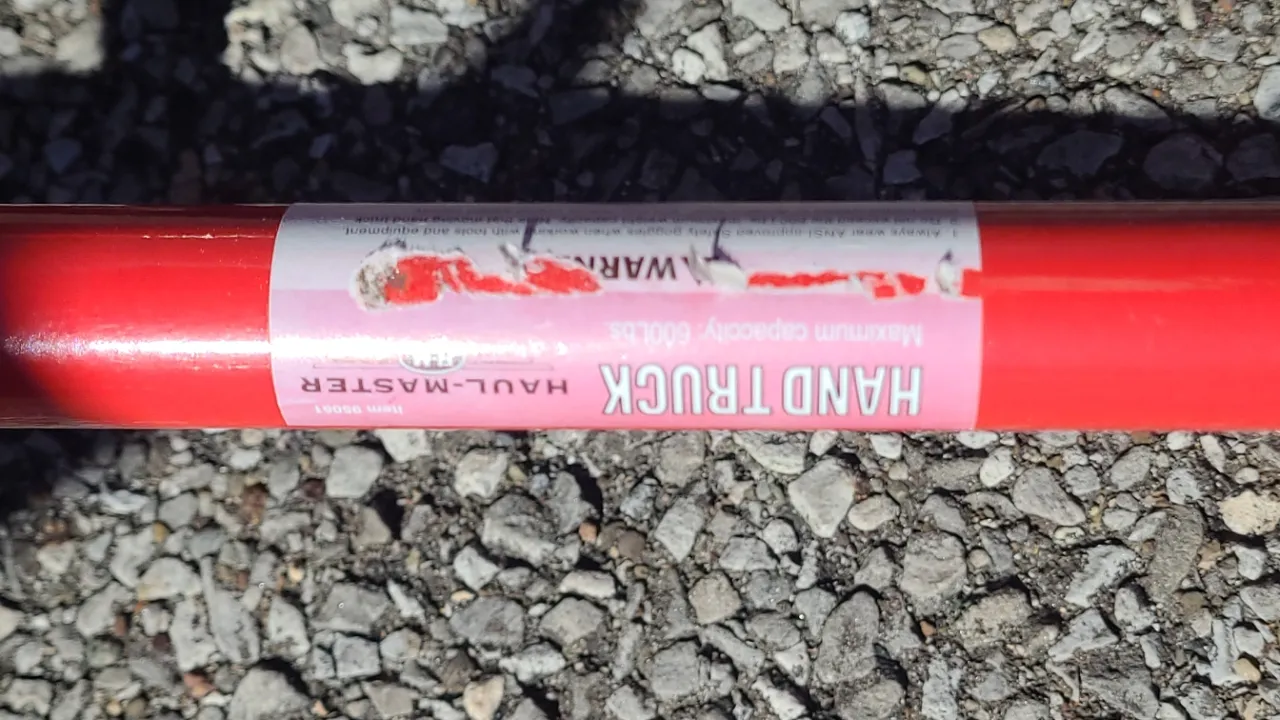 HAND TRUCK
Item 95061
HAUL-MASTER
Maximum capacity: 600Lbs.
WARN
1. Always wear ANSI approved Safety goggles when working with tools and equipment.